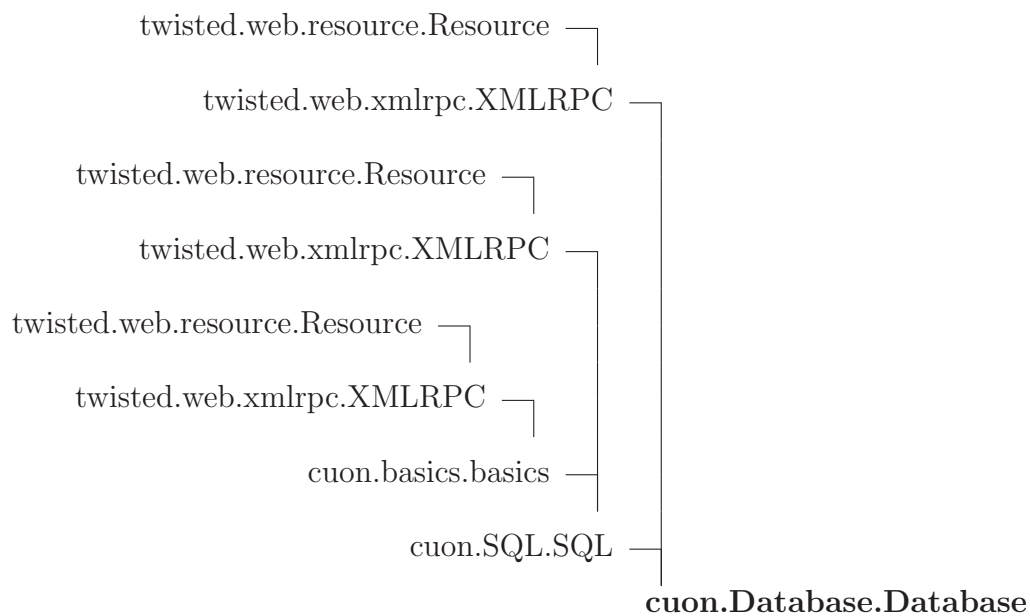 twisted.web.resource.Resource
twisted.web.xmlrpc.XMLRPC
twisted.web.resource.Resource
twisted.web.xmlrpc.XMLRPC
twisted.web.resource.Resource
twisted.web.xmlrpc.XMLRPC
cuon.basics.basics
cuon.SQL.SQL
cuon.Database.Database